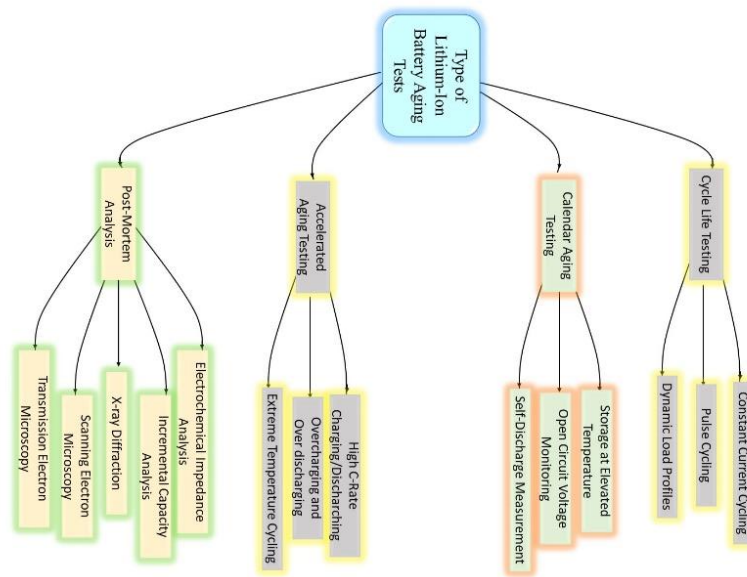 Type of
Lithium-Ion
Battery Aging
Tests
Cycle Life Testing
Constant Current Cycling
Pulse Cycling
Dynamic Load Profiles
Calendar Aging
Testing
Storage at Elevated
Temperature
Open Circuit Voltage
Monitoring
Self-Discharge Measurement
Accelerated
Aging Testing
High C-Rate
Charging/Discharching
Overcharging and
Over discharging
Extreme Temperature Cycling
Post-Mortem
Analysis
Electrochemical Impedance
Analysis
Incremental Capacity
Analysis
X-ray Diffraction
Scanning Electron
Microscopy
Transmission Electron
Microscopy